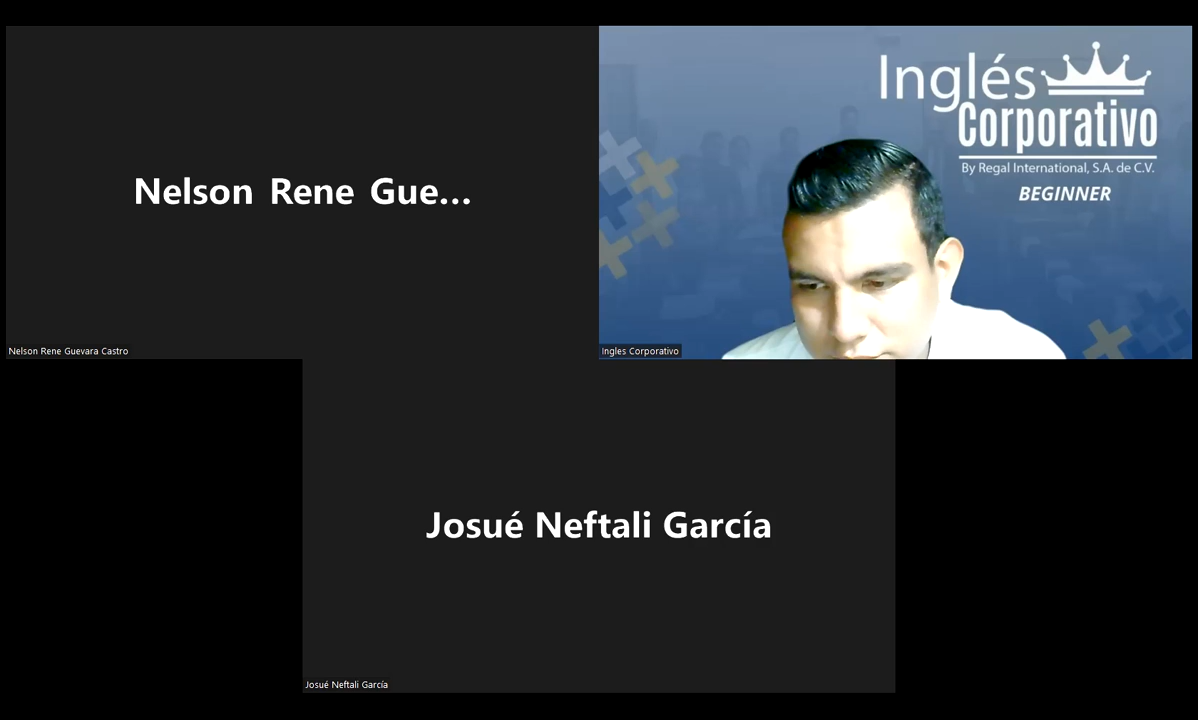 Nelson Rene Gue...
Nelson Rene Guevara Castro
Inglés
Corporativo
By Regal International, S.A. de C.V.
BEGINNER
Ingles Corporativo
Josué Neftali García
Josué Neftali García